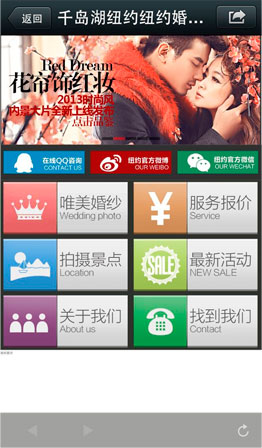 返回
千岛湖纽约纽约婚...
Red Dream
花帘饰红妆
2013时尚风
内景大片全新上线发布
点击品鉴
在线QQ咨询
CONTACT US
纽约官方微博
OUR WEIBO
纽约官方微信
OUR WECHAT
唯美婚纱
Wedding photo
服务报价
Service
拍摄景点
Location
SALE
最新活动
NEW SALE
关于我们
About us
找到我们
Contact